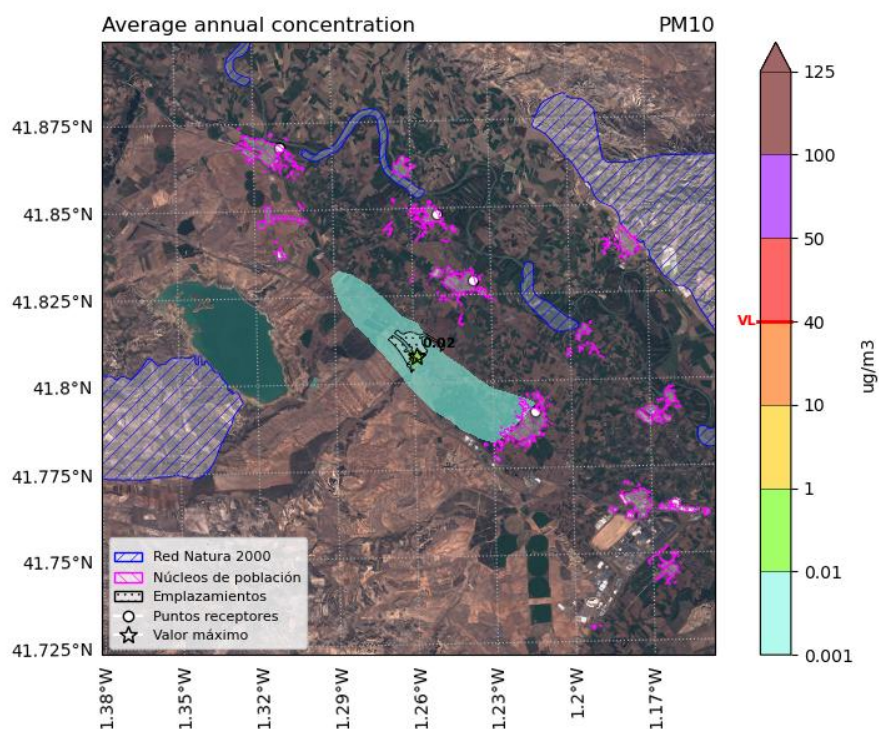 Average annual concentration PM10
41.875°N
41.85°N
41.825°N
41.8°N
41.775°N
41.75°N
41.725°N
1.38°W
1.35°W
1.32°W
1.29°W
1.26°W
1.23°W
1.2°W
1.17°W
0.02
Red Natura 2000
Núcleos de población
Emplazamientos
Puntos receptores
Valor máximo
125
100
50
VL 40
10
1
0.01
0.001
ug/m3